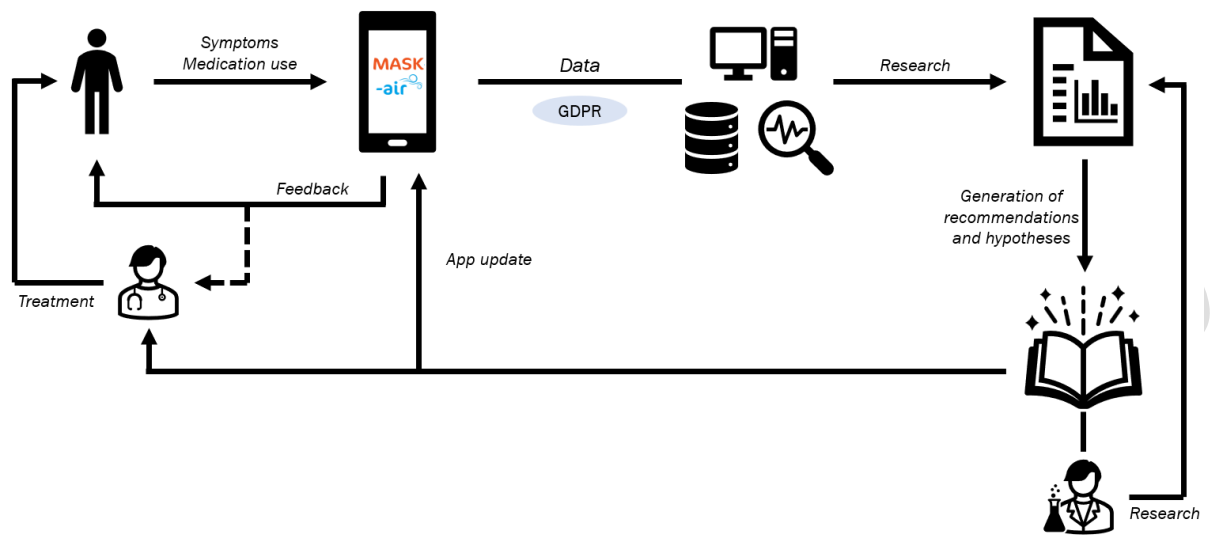 Symptoms
Medication use
MASK
-air
Data
GDPR
Research
Feedback
Generation of
recommendations
and hypotheses
App update
Treatment
Research